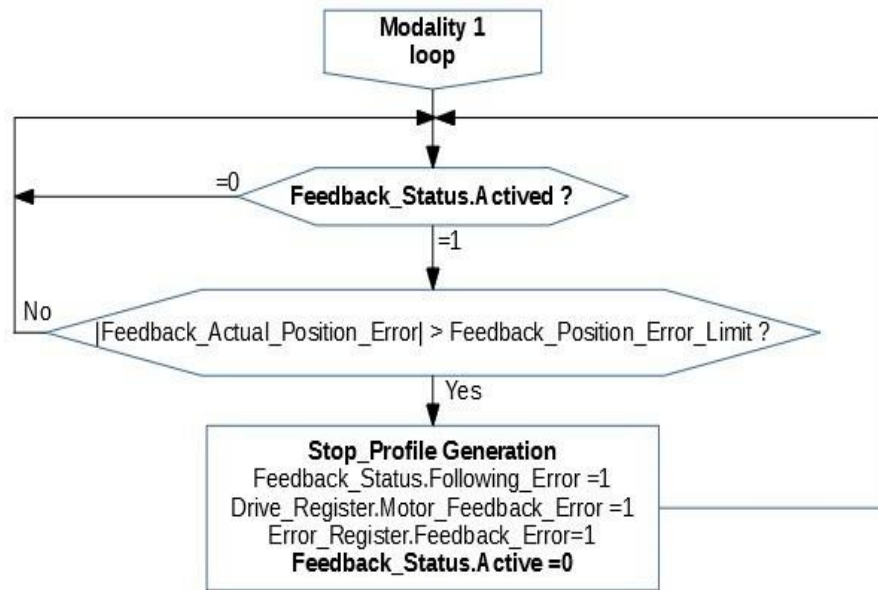 Modality 1
loop
=0
Feedback_Status.Actived ?
=1
No
|Feedback_Actual_Position_Error| > Feedback_Position_Error_Limit ?
Yes
Stop_Profile Generation
Feedback_Status.Following_Error =1
Drive_Register.Motor_Feedback_Error =1
Error_Register.Feedback_Error=1
Feedback_Status.Active =0